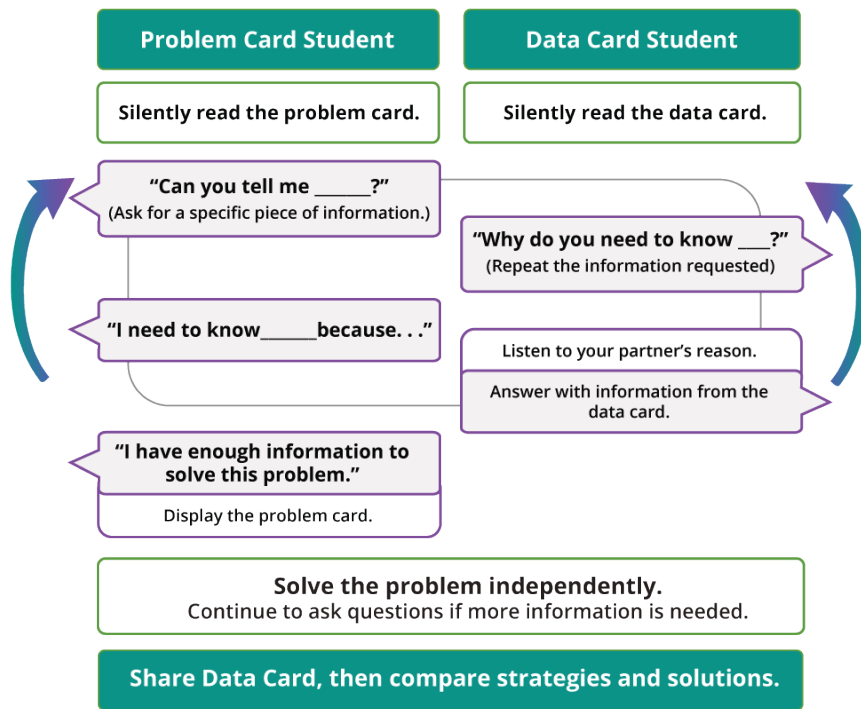 Problem Card Student
Data Card Student
Silently read the problem card.
Silently read the data card.
“Can you tell me ______?”
(Ask for a specific piece of information.)
“Why do you need to know ___?”
(Repeat the information requested)
“I need to know______because. . .”
Listen to your partner’s reason.
Answer with information from the
data card.
“I have enough information to
solve this problem.”
Display the problem card.
Solve the problem independently.
Continue to ask questions if more information is needed.
Share Data Card, then compare strategies and solutions.